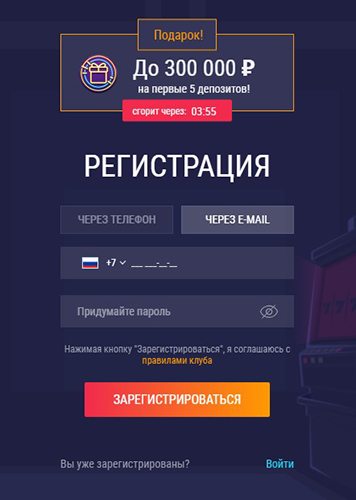 Подарок!
До 300 000 ₽
на первые 5 депозитов!
сгорит через: 03:55
РЕГИСТРАЦИЯ
ЧЕРЕЗ ТЕЛЕФОН ЧЕРЕЗ E-MAIL
+7 ___ ___-__-__
Придумайте пароль
Нажимая кнопку "Зарегистрироваться", я соглашаюсь с
правилами клуба
ЗАРЕГИСТРИРОВАТЬСЯ
Вы уже зарегистрированы? Войти